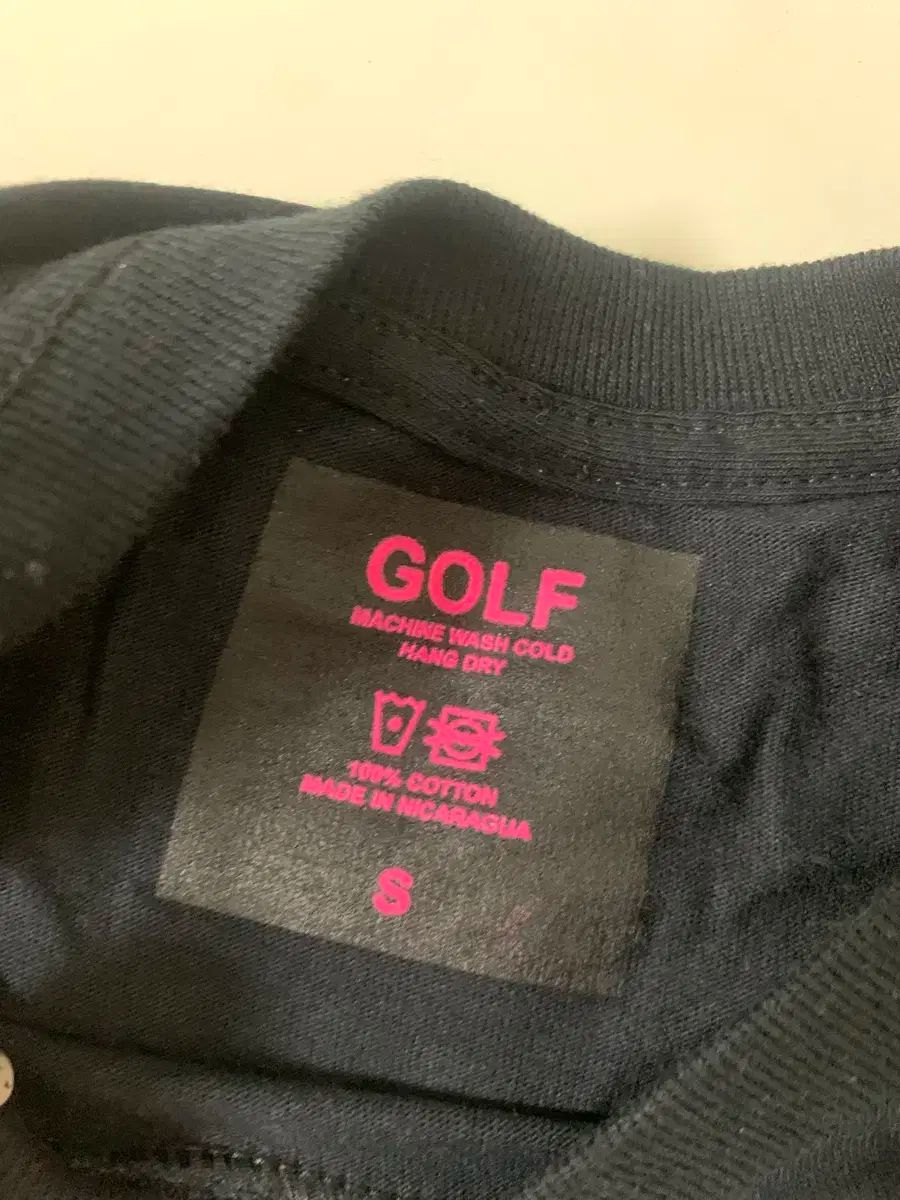 GOLF
MACHINE WASH COLD
HANG DRY
100% COTTON
MADE IN NICARAGUA
S